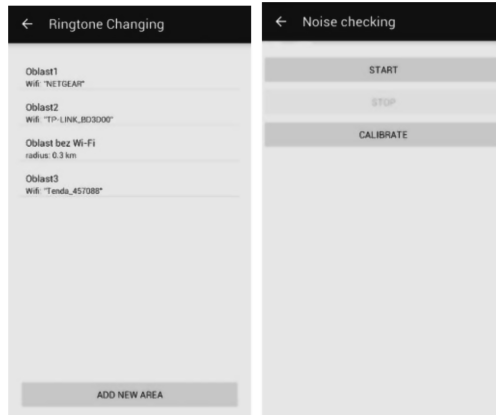 ← Ringtone Changing
Oblast1
Wifi: "NETGEAR"
Oblast2
Wifi: "TP-LINK_BD3D00"
Oblast bez Wi-Fi
radius: 0.3 km
Oblast3
Wifi: "Tenda_457088"
ADD NEW AREA
← Noise checking
START
STOP
CALIBRATE